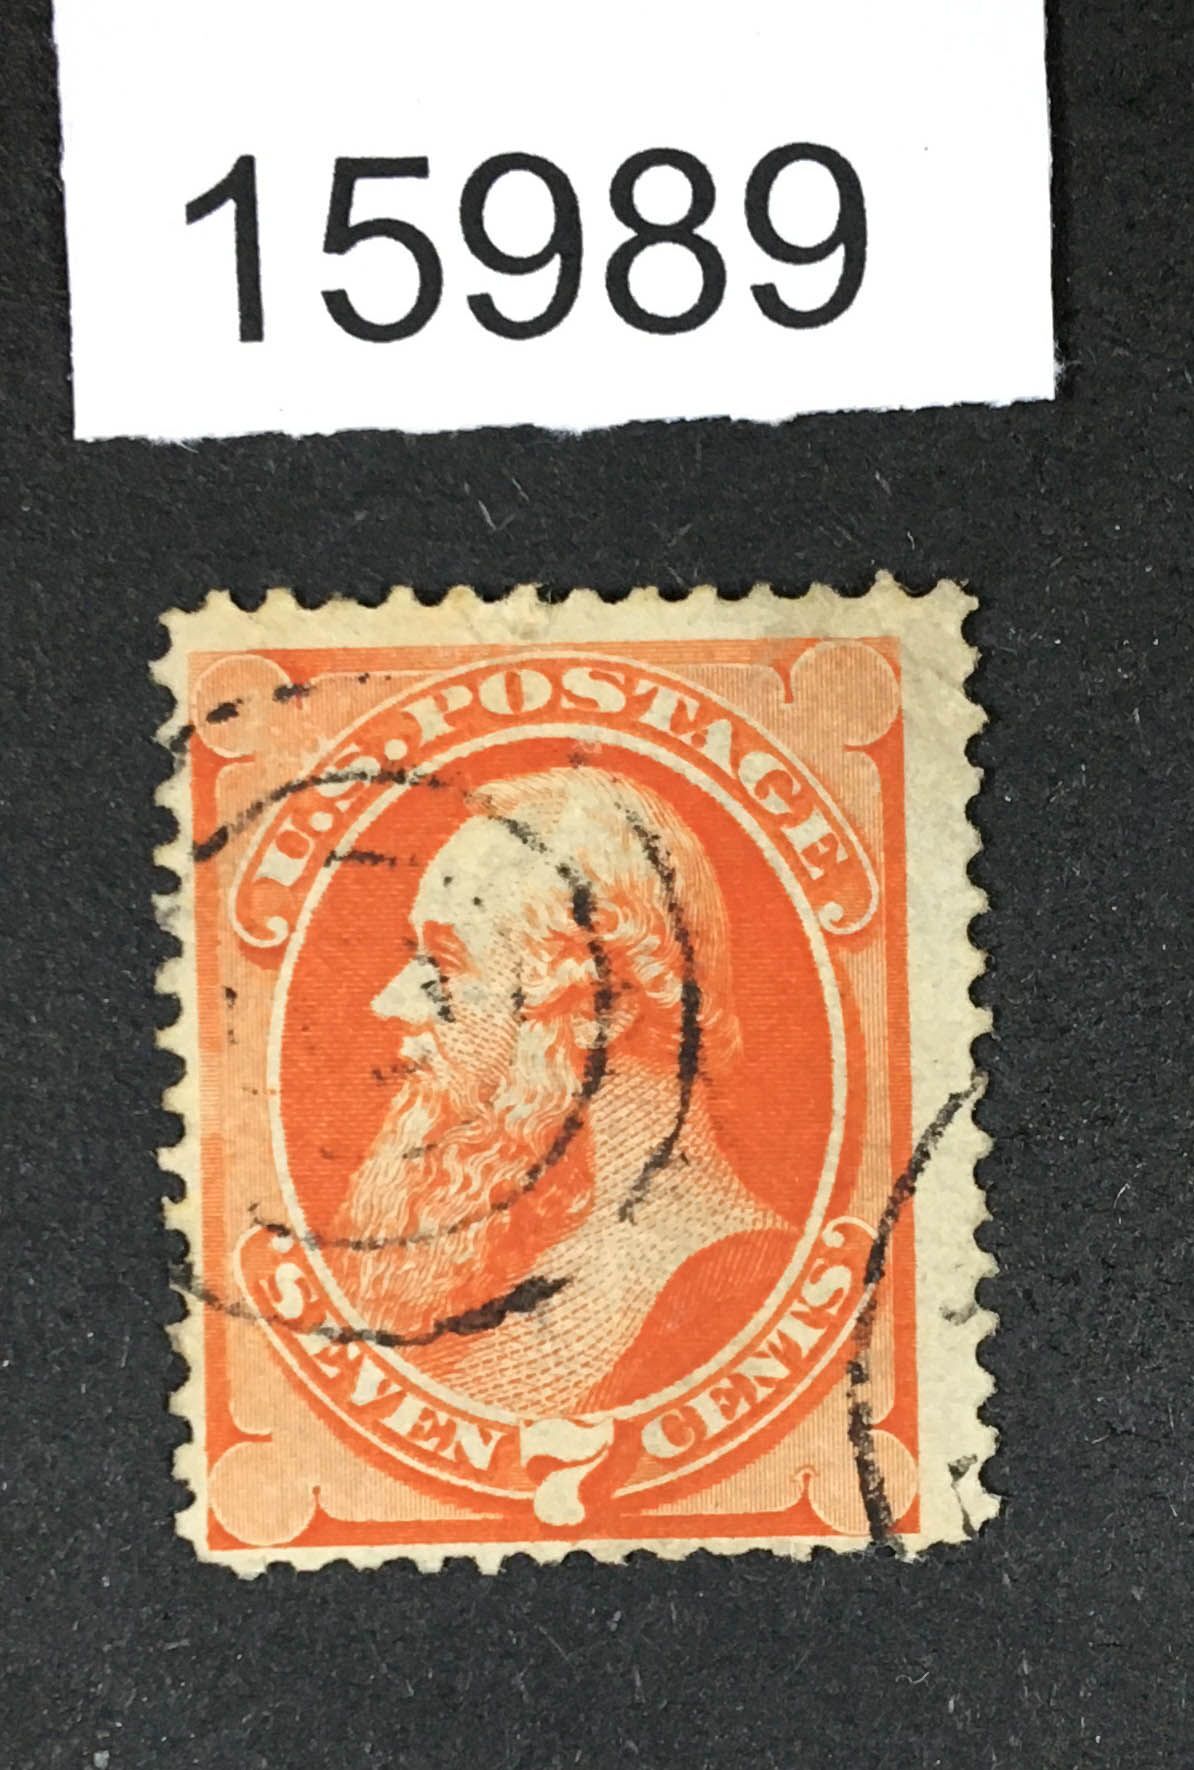 15989
U.S. POSTAGE
SEVEN 7 CENTS